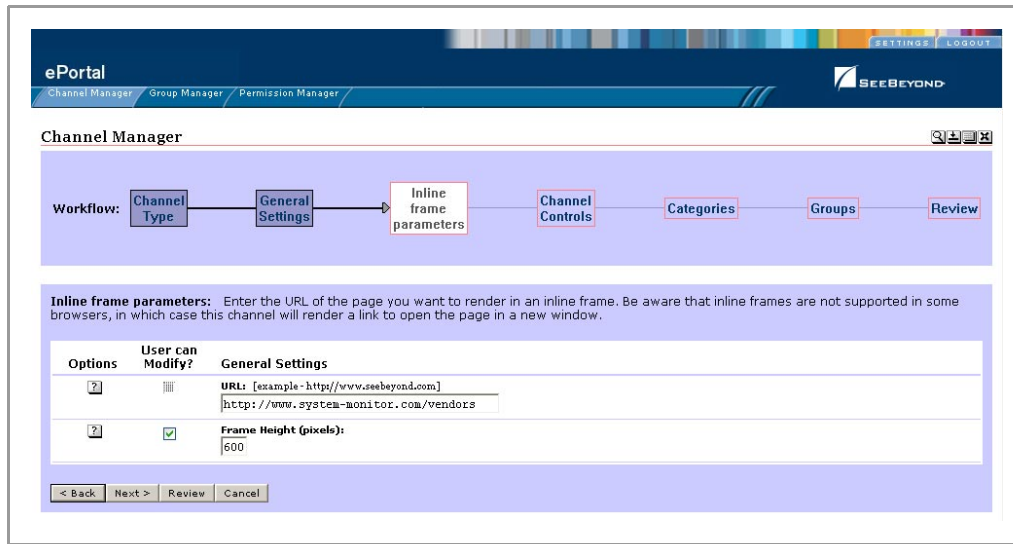 SETTINGS LOGOUT
ePortal
SEEBEYOND
Channel Manager Group Manager Permission Manager
Channel Manager
Workflow:
Channel
Type
General
Settings
Inline
frame
parameters
Channel
Controls
Categories
Groups
Review
Inline frame parameters: Enter the URL of the page you want to render in an inline frame. Be aware that inline frames are not supported in some
browsers, in which case this channel will render a link to open the page in a new window.
Options
User can
Modify?
General Settings
? URL: [example - http://www.seebeyond.com]
http://www.system-monitor.com/vendors
? Frame Height (pixels):
600
< Back Next > Review Cancel